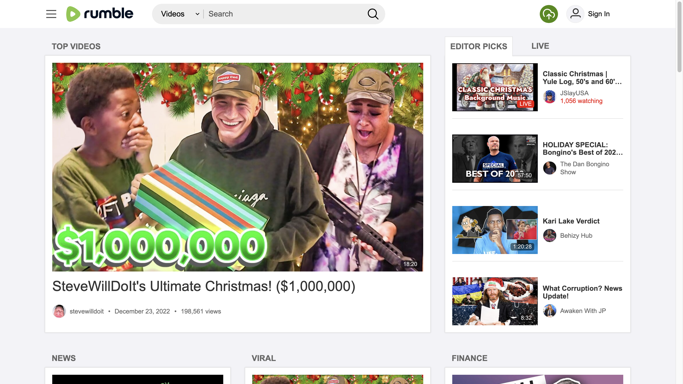 rumble
Videos
Search
Sign In
TOP VIDEOS
$1,000,000
18:20
SteveWillDoIt's Ultimate Christmas! ($1,000,000)
stevewilldoit • December 23, 2022 • 198,561 views
EDITOR PICKS
LIVE
CLASSIC CHRISTMAS
Background Music
LIVE
Classic Christmas |
Yule Log, 50's and 60'...
JSlayUSA
1,056 watching
SPECIAL
BEST OF 20
57:50
HOLIDAY SPECIAL:
Bongino's Best of 202...
The Dan Bongino
Show
1:20:28
Kari Lake Verdict
Behizy Hub
8:32
What Corruption? News
Update!
Awaken With JP
NEWS
VIRAL
FINANCE